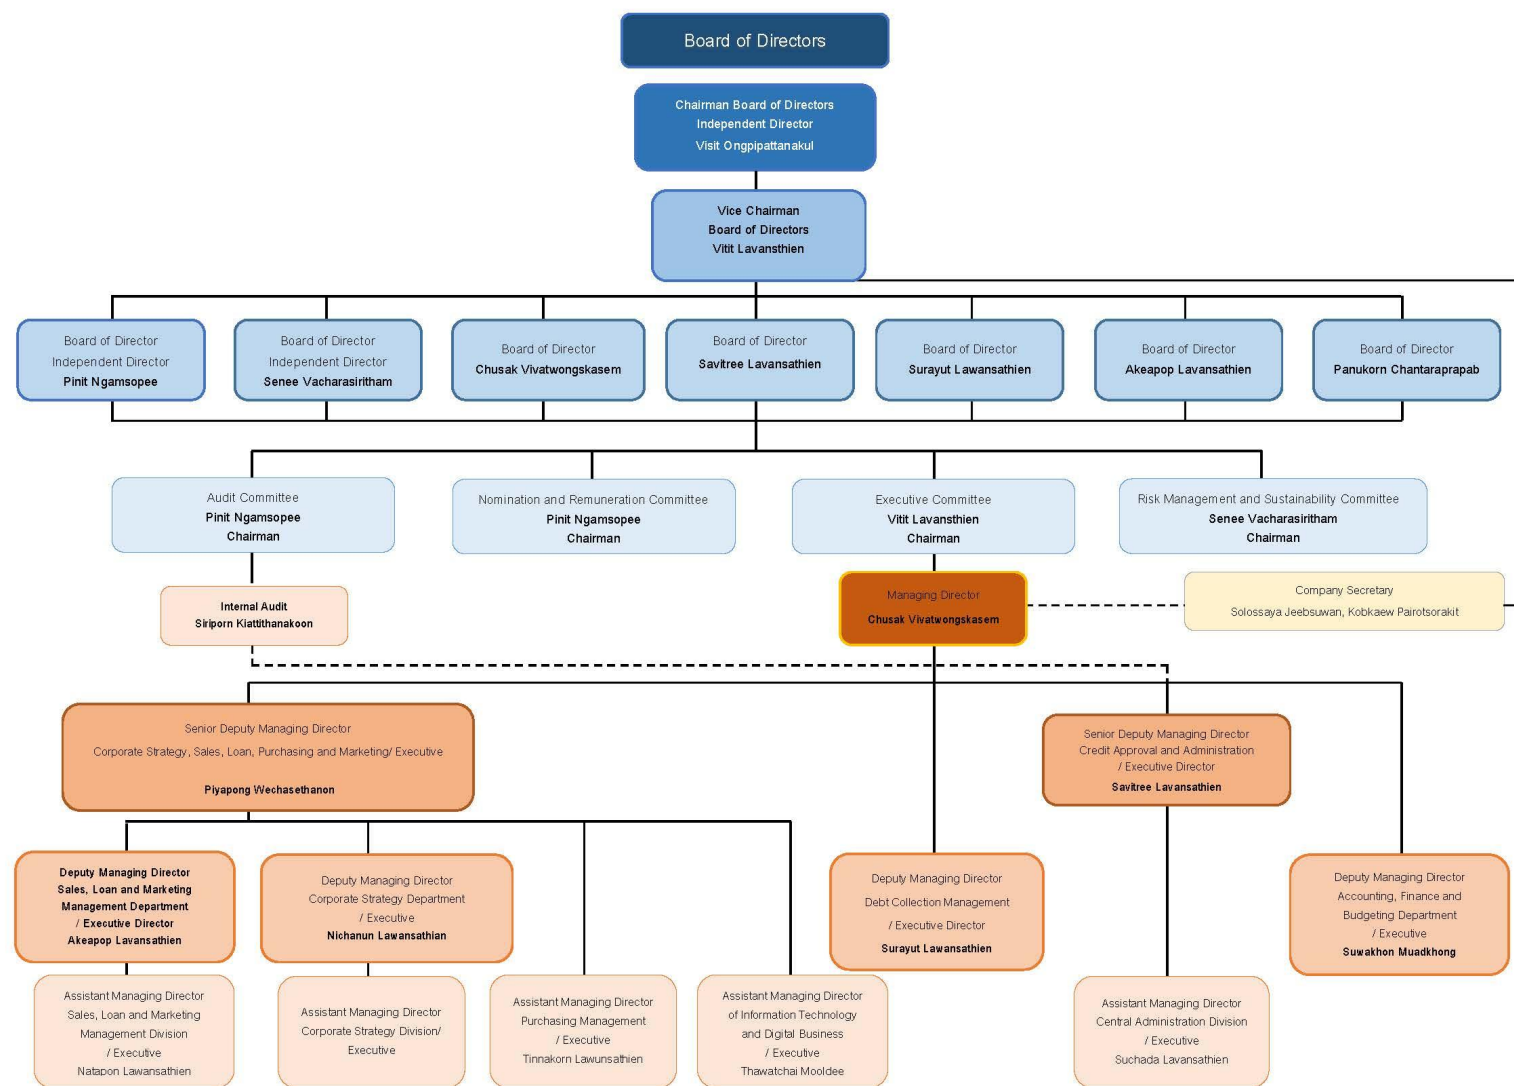 Board of Directors
Chairman Board of Directors
Independent Director
Visit Ongpipattanakul
Vice Chairman
Board of Directors
Vitit Lavansthien
Board of Director
Independent Director
Pinit Ngamsopee
Board of Director
Independent Director
Senee Vacharasiritham
Board of Director
Chusak Vivatwongskasem
Board of Director
Savitree Lavansathien
Board of Director
Surayut Lawansathien
Board of Director
Akeapop Lavansathien
Board of Director
Panukorn Chantaraprapab
Audit Committee
Pinit Ngamsopee
Chairman
Nomination and Remuneration Committee
Pinit Ngamsopee
Chairman
Executive Committee
Vitit Lavansthien
Chairman
Risk Management and Sustainability Committee
Senee Vacharasiritham
Chairman
Internal Audit
Siriporn Kiattithanakoon
Managing Director
Chusak Vivatwongskasem
Company Secretary
Solossaya Jeebsuwan, Kobkaew Pairotsorakit
Senior Deputy Managing Director
Corporate Strategy, Sales, Loan, Purchasing and Marketing/ Executive
Piyapong Wechasethanon
Senior Deputy Managing Director
Credit Approval and Administration
/ Executive Director
Savitree Lavansathien
Deputy Managing Director
Sales, Loan and Marketing
Management Department
/ Executive Director
Akeapop Lavansathien
Deputy Managing Director
Corporate Strategy Department
/ Executive
Nichanun Lawansathian
Deputy Managing Director
Debt Collection Management
/ Executive Director
Surayut Lawansathien
Deputy Managing Director
Accounting, Finance and
Budgeting Department
/ Executive
Suwakhon Muadkhong
Assistant Managing Director
Sales, Loan and Marketing
Management Division
/ Executive
Natapon Lawansathien
Assistant Managing Director
Corporate Strategy Division/
Executive
Assistant Managing Director
Purchasing Management
/ Executive
Tinnakorn Lawunsathien
Assistant Managing Director
of Information Technology
and Digital Business
/ Executive
Thawatchai Mooldee
Assistant Managing Director
Central Administration Division
/ Executive
Suchada Lavansathien